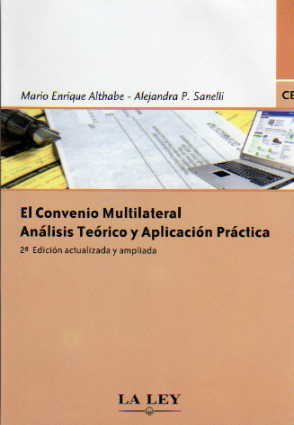 Mario Enrique Althabe - Alejandra P. Sanelli
CE
El Convenio Multilateral
Análisis Teórico y Aplicación Práctica
2ª Edición actualizada y ampliada
LA LEY